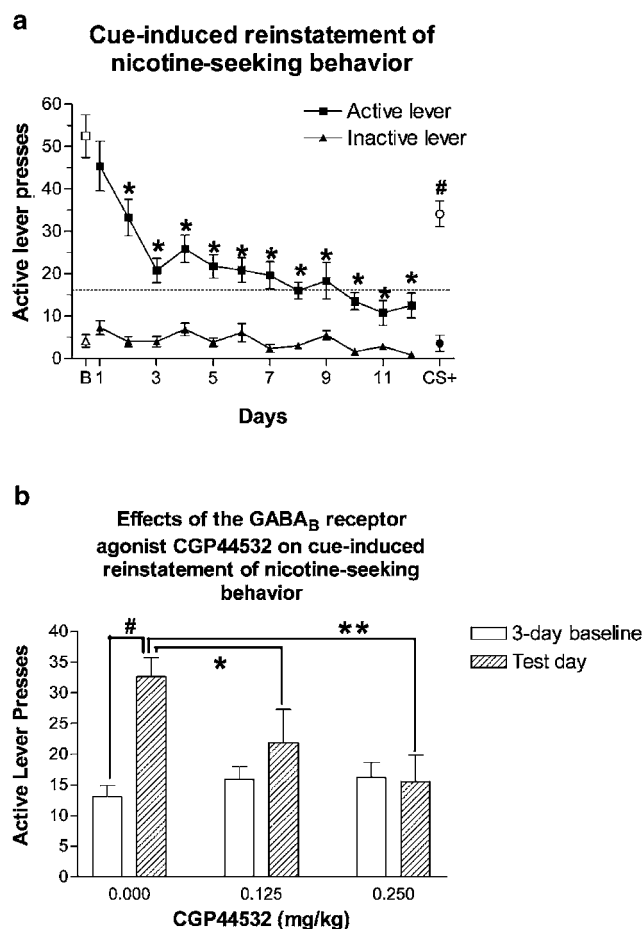 a
Cue-induced reinstatement of
nicotine-seeking behavior
Active lever
Inactive lever
Active lever presses
60
50
40
30
20
10
0
#
* * * * * * * * * * *
B 1 3 5 7 9 11 CS+
Days
b
Effects of the GABA_B receptor
agonist CGP44532 on cue-induced
reinstatement of nicotine-seeking
behavior
3-day baseline
Test day
Active Lever Presses
40
35
30
25
20
15
10
5
0
# * **
0.000 0.125 0.250
CGP44532 (mg/kg)